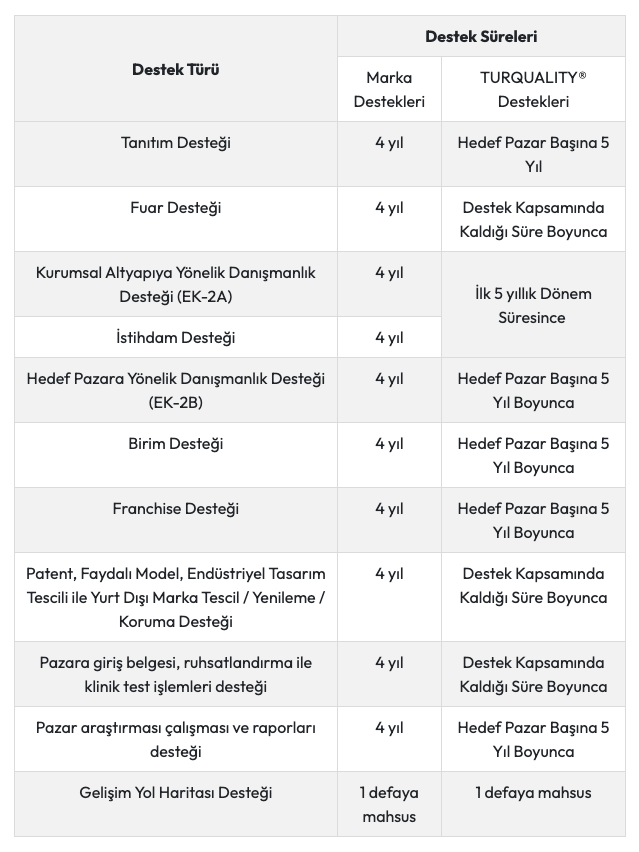 Destek Türü
Destek Süreleri
Marka
Destekleri
TURQUALITY®
Destekleri
Tanıtım Desteği
4 yıl
Hedef Pazar Başına 5
Yıl
Fuar Desteği
4 yıl
Destek Kapsamında
Kaldığı Süre Boyunca
Kurumsal Altyapıya Yönelik Danışmanlık
Desteği (EK-2A)
4 yıl
İlk 5 yıllık Dönem
Süresince
İstihdam Desteği
4 yıl
Hedef Pazara Yönelik Danışmanlık Desteği
(EK-2B)
4 yıl
Hedef Pazar Başına 5
Yıl Boyunca
Birim Desteği
4 yıl
Hedef Pazar Başına 5
Yıl Boyunca
Franchise Desteği
4 yıl
Hedef Pazar Başına 5
Yıl Boyunca
Patent, Faydalı Model, Endüstriyel Tasarım
Tescili ile Yurt Dışı Marka Tescil / Yenileme /
Koruma Desteği
4 yıl
Destek Kapsamında
Kaldığı Süre Boyunca
Pazara giriş belgesi, ruhsatlandırma ile
klinik test işlemleri desteği
4 yıl
Destek Kapsamında
Kaldığı Süre Boyunca
Pazar araştırması çalışması ve raporları
desteği
4 yıl
Hedef Pazar Başına 5
Yıl Boyunca
Gelişim Yol Haritası Desteği
1 defaya
mahsus
1 defaya mahsus